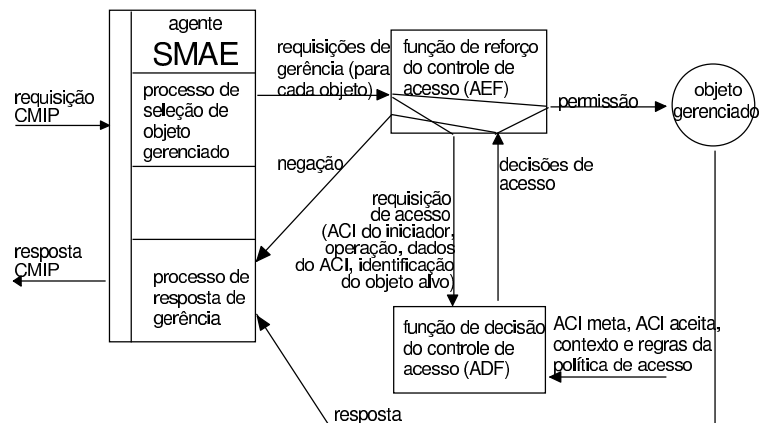 agente
SMAE
processo de
seleção de
objeto
gerenciado
requisição
CMIP
resposta
CMIP
processo de
resposta de
gerência
requisições de
gerência (para
cada objeto)
negação
função de reforço
do controle de
acesso (AEF)
permissão
objeto
gerenciado
decisões de
acesso
requisição
de acesso
(ACI do iniciador,
operação, dados
do ACI, identificação
do objeto alvo)
função de decisão
do controle de
acesso (ADF)
ACI meta, ACI aceita,
contexto e regras da
política de acesso
resposta